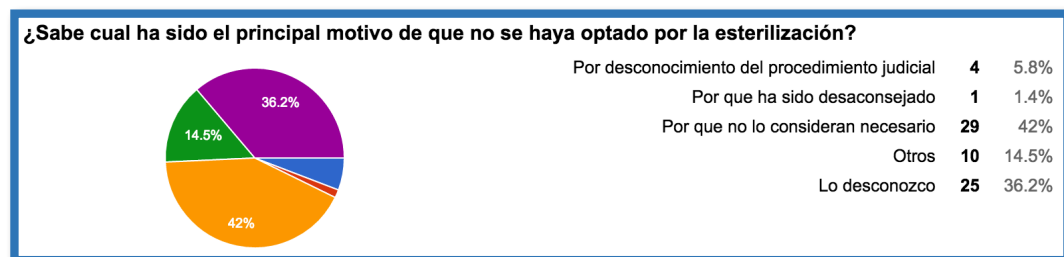 ¿Sabe cual ha sido el principal motivo de que no se haya optado por la esterilización?
36.2%
14.5%
42%
Por desconocimiento del procedimiento judicial 4 5.8%
Por que ha sido desaconsejado 1 1.4%
Por que no lo consideran necesario 29 42%
Otros 10 14.5%
Lo desconozco 25 36.2%